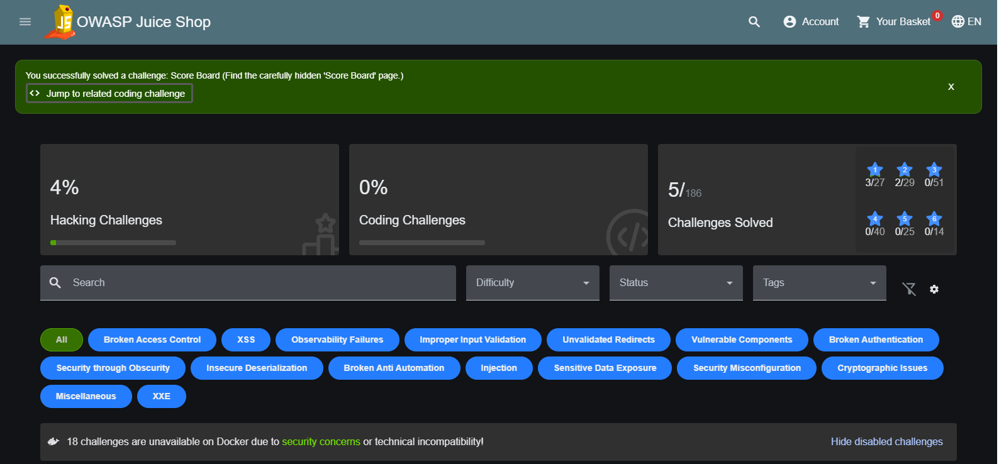 JS OWASP Juice Shop Account Your Basket 0 EN
You successfully solved a challenge: Score Board (Find the carefully hidden 'Score Board' page.)
<> Jump to related coding challenge
X
4%
Hacking Challenges
0%
Coding Challenges
5/186
Challenges Solved
1 2 3
3/27 2/29 0/51
4 5 6
0/40 0/25 0/14
Search Difficulty Status Tags
All Broken Access Control XSS Observability Failures Improper Input Validation Unvalidated Redirects Vulnerable Components Broken Authentication
Security through Obscurity Insecure Deserialization Broken Anti Automation Injection Sensitive Data Exposure Security Misconfiguration Cryptographic Issues
Miscellaneous XXE
18 challenges are unavailable on Docker due to security concerns or technical incompatibility! Hide disabled challenges